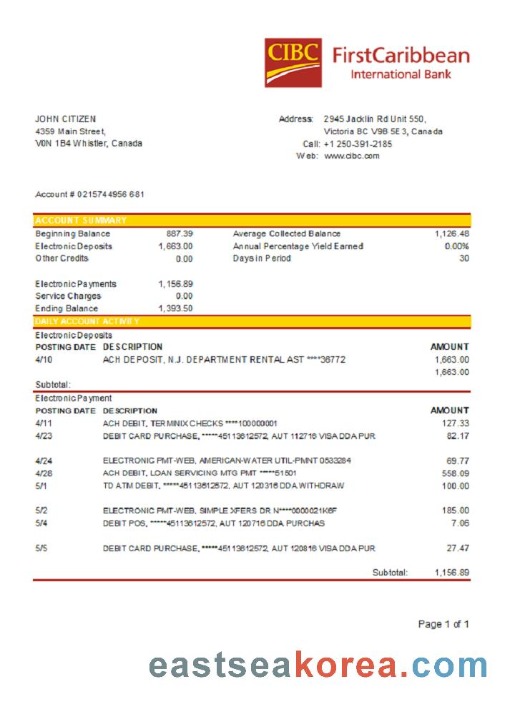 CIBC FirstCaribbean
International Bank
JOHN CITIZEN
4359 Main Street,
V0N 1B4 Whistler, Canada
Address: 2945 Jacklin Rd Unit 550,
Victoria BC V9B 5E3, Canada
Call: +1 250-391-2185
Web: www.cibc.com
Account # 0215744956 681
ACCOUNT SUMMARY
Beginning Balance 887.39 Average Collected Balance 1,126.48
Electronic Deposits 1,663.00 Annual Percentage Yield Earned 0.00%
Other Credits 0.00 Days in Period 30
Electronic Payments 1,156.89
Service Charges 0.00
Ending Balance 1,393.50
DAILY ACCOUNT ACTIVITY
Electronic Deposits
POSTING DATE DESCRIPTION AMOUNT
4/10 ACH DEPOSIT, N.J. DEPARTMENT RENTAL AST ****36772 1,663.00
1,663.00
Subtotal:
Electronic Payment
POSTING DATE DESCRIPTION AMOUNT
4/11 ACH DEBIT, TERMINIX CHECKS ****100000001 127.33
4/23 DEBIT CARD PURCHASE, *****45113612572, AUT 112716 VISA DDA PUR 82.17
4/24 ELECTRONIC PMT-WEB, AMERICAN-WATER UTIL-PMNT 0533284 69.77
4/28 ACH DEBIT, LOAN SERVICING MTG PMT *****51501 558.09
5/1 TD ATM DEBIT, *****45113612572, AUT 120316 DDA WITHDRAW 100.00
5/2 ELECTRONIC PMT-WEB, SIMPLE XFERS DR N****0000021K6F 185.00
5/4 DEBIT POS, *****45113612572, AUT 120716 DDA PURCHAS 7.06
5/5 DEBIT CARD PURCHASE, *****45113612572, AUT 120816 VISA DDA PUR 27.47
Subtotal: 1,156.89
Page 1 of 1
eastseakorea.com